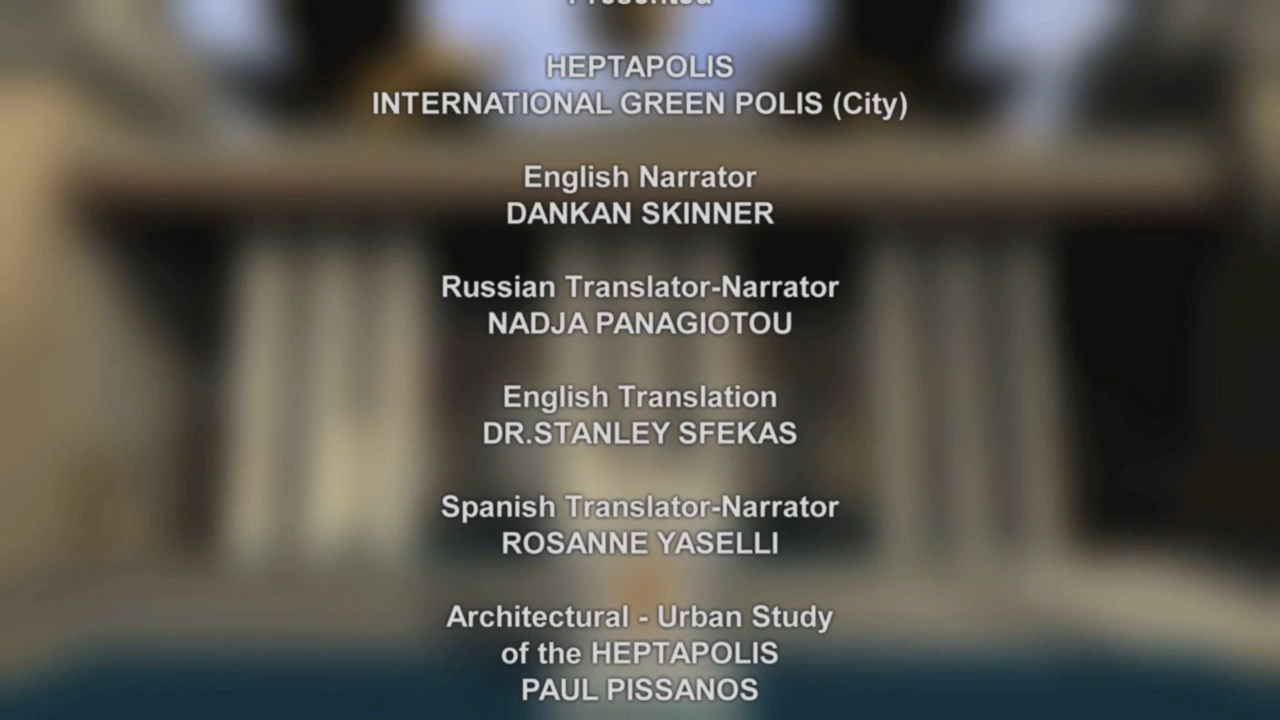 Presented
HEPTAPOLIS
INTERNATIONAL GREEN POLIS (City)
English Narrator
DANKAN SKINNER
Russian Translator-Narrator
NADJA PANAGIOTOU
English Translation
DR.STANLEY SFEKAS
Spanish Translator-Narrator
ROSANNE YASELLI
Architectural - Urban Study
of the HEPTAPOLIS
PAUL PISSANOS